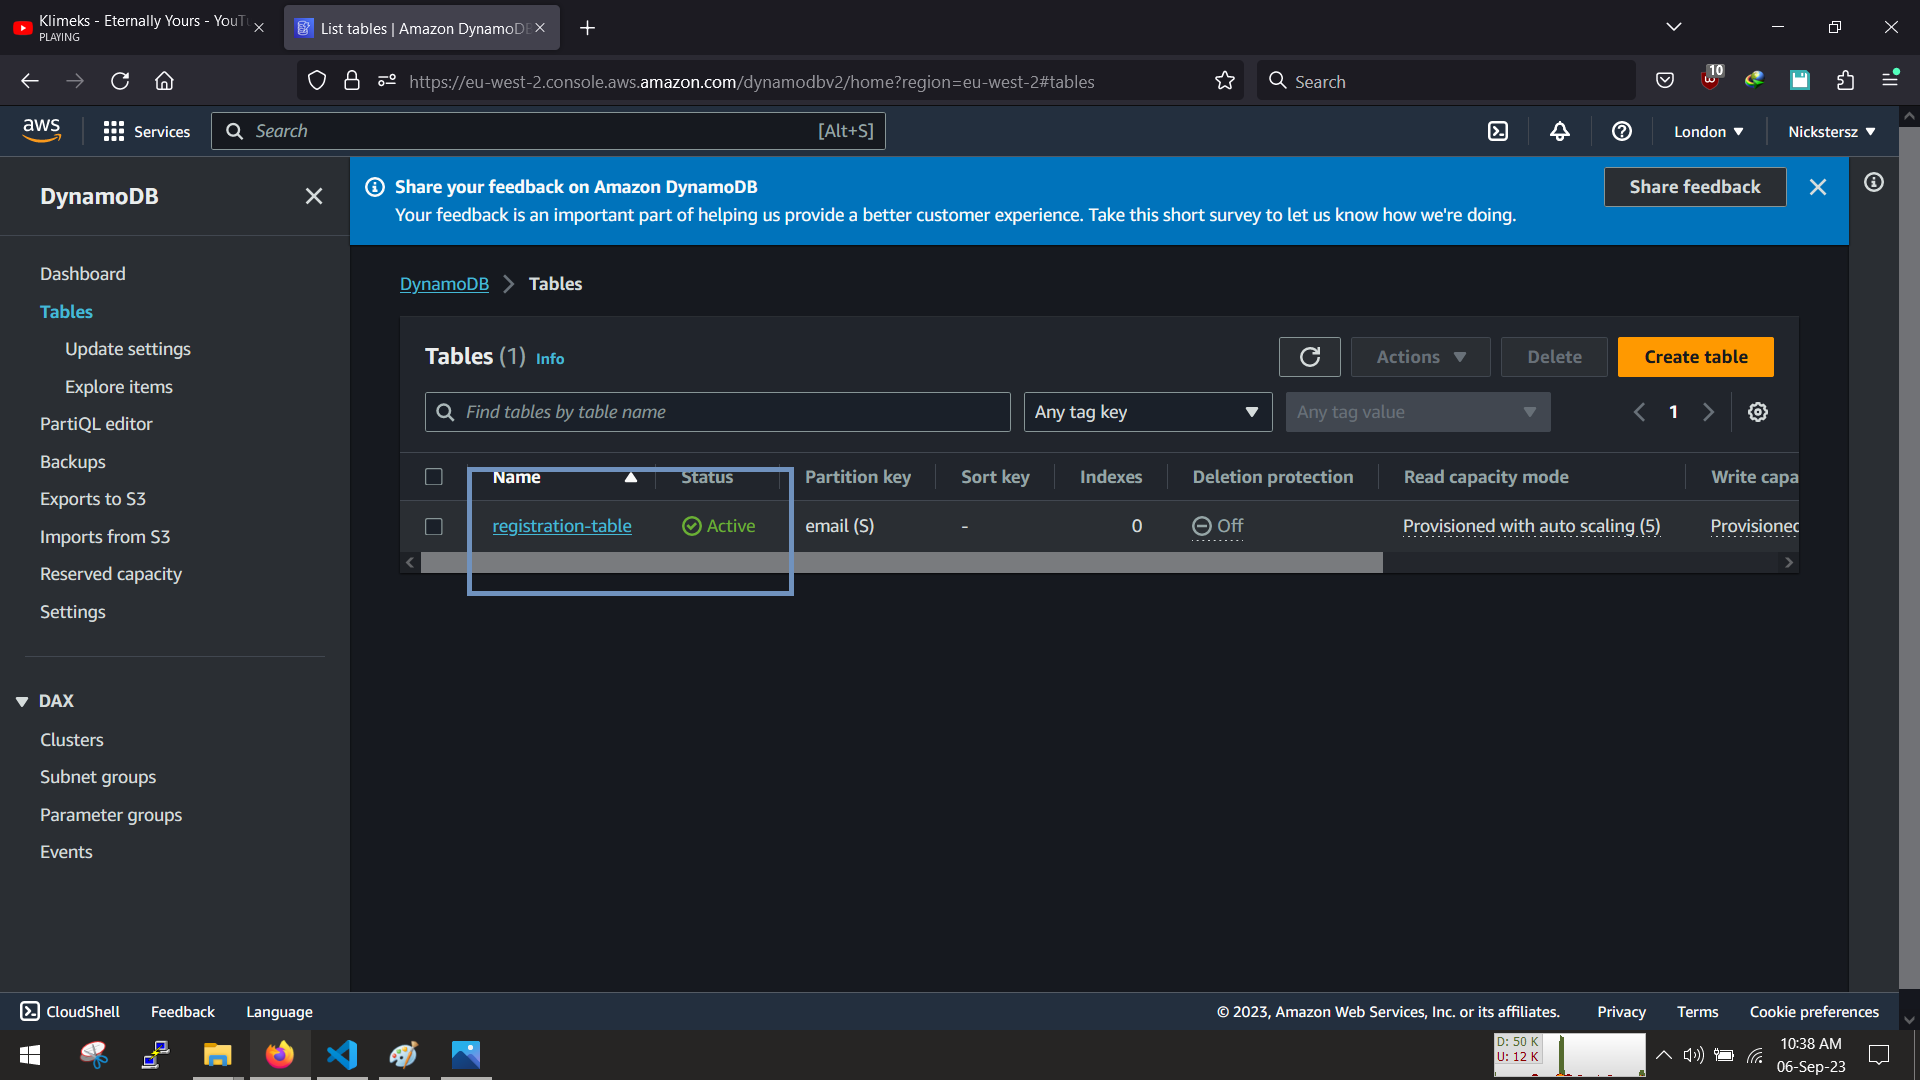 Klimeks - Eternally Yours - YouTu
PLAYING
List tables | Amazon DynamoDB
https://eu-west-2.console.aws.amazon.com/dynamodbv2/home?region=eu-west-2#tables
Search
10
aws
Services
Search
[Alt+S]
London
Nickstersz
DynamoDB
Share your feedback on Amazon DynamoDB
Your feedback is an important part of helping us provide a better customer experience. Take this short survey to let us know how we're doing.
Share feedback
Dashboard
Tables
Update settings
Explore items
PartiQL editor
Backups
Exports to S3
Imports from S3
Reserved capacity
Settings
DAX
Clusters
Subnet groups
Parameter groups
Events
DynamoDB
Tables
Tables (1) Info
Actions
Delete
Create table
Find tables by table name
Any tag key
Any tag value
1
Name Status Partition key Sort key Indexes Deletion protection Read capacity mode Write capa
registration-table Active email (S) - 0 Off Provisioned with auto scaling (5) Provisioned
CloudShell Feedback Language
© 2023, Amazon Web Services, Inc. or its affiliates. Privacy Terms Cookie preferences
D: 50 K
U: 12 K
10:38 AM
06-Sep-23